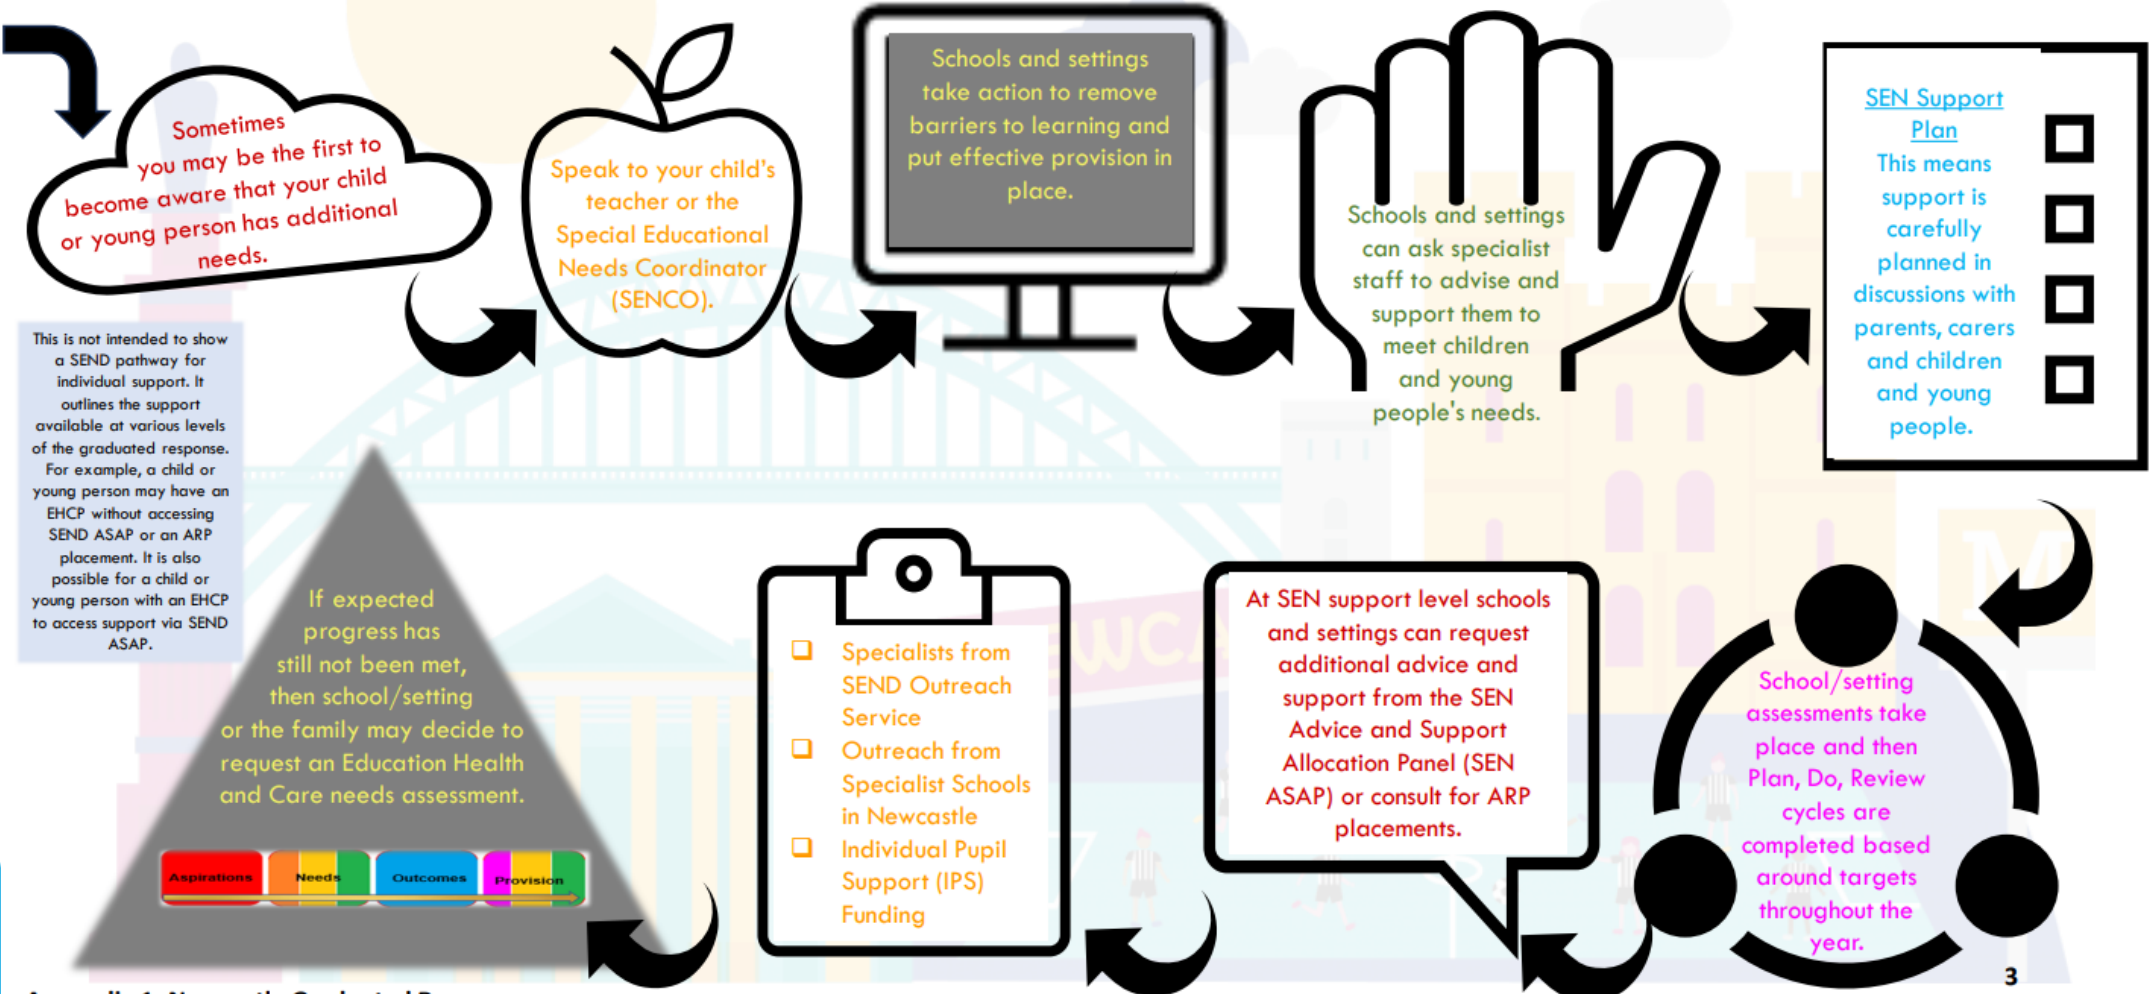 Sometimes
you may be the first to
become aware that your child
or young person has additional
needs.
Speak to your child's
teacher or the
Special Educational
Needs Coordinator
(SENCO).
Schools and settings
take action to remove
barriers to learning and
put effective provision in
place.
Schools and settings
can ask specialist
staff to advise and
support them to
meet children
and young
people's needs.
SEN Support
Plan
This means
support is
carefully
planned in
discussions with
parents, carers
and children
and young
people.
This is not intended to show
a SEND pathway for
individual support. It
outlines the support
available at various levels
of the graduated response.
For example, a child or
young person may have an
EHCP without accessing
SEND ASAP or an ARP
placement. It is also
possible for a child or
young person with an EHCP
to access support via SEND
ASAP.
School/setting
assessments take
place and then
Plan, Do, Review
cycles are
completed based
around targets
throughout the
year.
At SEN support level schools
and settings can request
additional advice and
support from the SEN
Advice and Support
Allocation Panel (SEN
ASAP) or consult for ARP
placements.
Specialists from
SEND Outreach
Service
Outreach from
Specialist Schools
in Newcastle
Individual Pupil
Support (IPS)
Funding
If expected
progress has
still not been met,
then school/setting
or the family may decide to
request an Education Health
and Care needs assessment.
Aspirations
Needs
Outcomes
Provision
EWCA
M
3